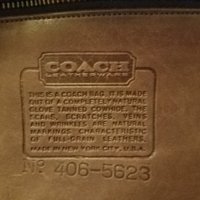 COACH
LEATHERWARE
THIS IS A COACH BAG. IT IS MADE
OUT OF A COMPLETELY NATURAL
GLOVE TANNED COWHIDE. THE
SCARS, SCRATCHES, VEINS
AND WRINKLES ARE NATURAL
MARKINGS CHARACTERISTIC
OF FULL-GRAIN LEATHERS.
MADE IN NEW YORK CITY, U.S.A.
Nº 406-5623